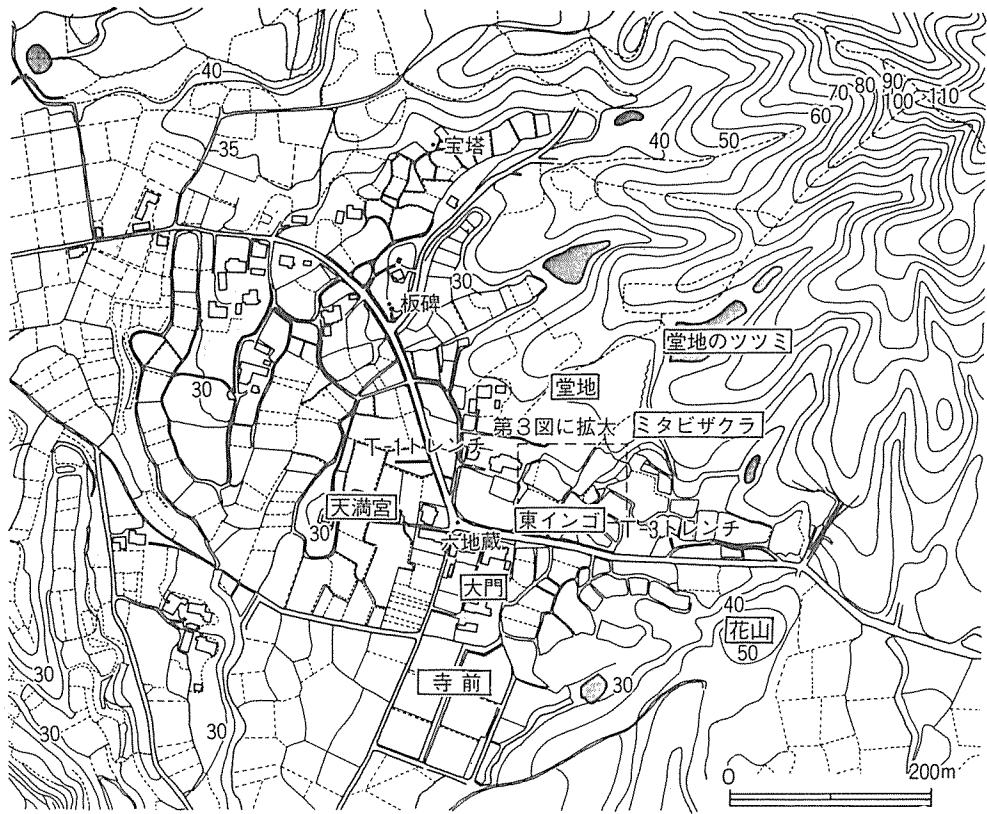 40
35
宝塔
70
80
90
100
110
60
40
50
30
板碑
堂地のツツミ
30
堂地
第3図に拡大
ミタビザクラ
T-1トレンチ
天満宮
東インゴ
T-3トレンチ
30
六地蔵
大門
40
花山
50
寺前
30
30
30
30
0
200m